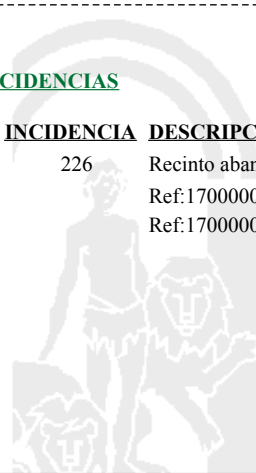 CIDENCIAS
INCIDENCIA DESCRIPC
226 Recinto aban
Ref:1700000
Ref:1700000